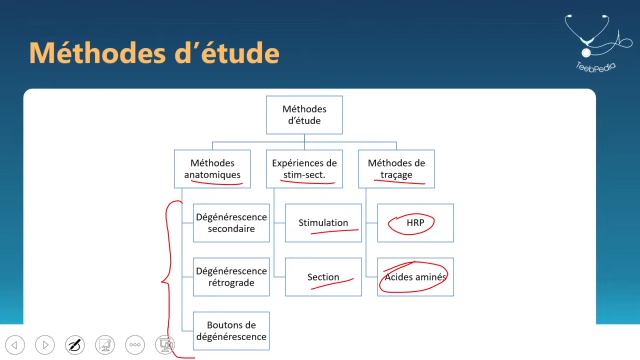 Méthodes d’étude
TeebPedia
Méthodes
d’étude
Méthodes
anatomiques
Expériences de
stim-sect.
Méthodes de
traçage
Dégénérescence
secondaire
Stimulation
HRP
Dégénérescence
rétrograde
Section
Acides aminés
Boutons de
dégénérescence